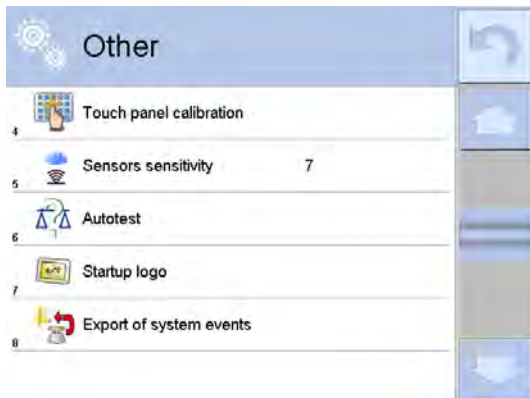 Other
4 Touch panel calibration
5 Sensors sensitivity 7
6 Autotest
7 Startup logo
8 Export of system events